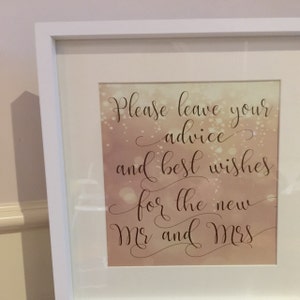 Please leave your
advice
and best wishes
for the new
Mr and Mrs